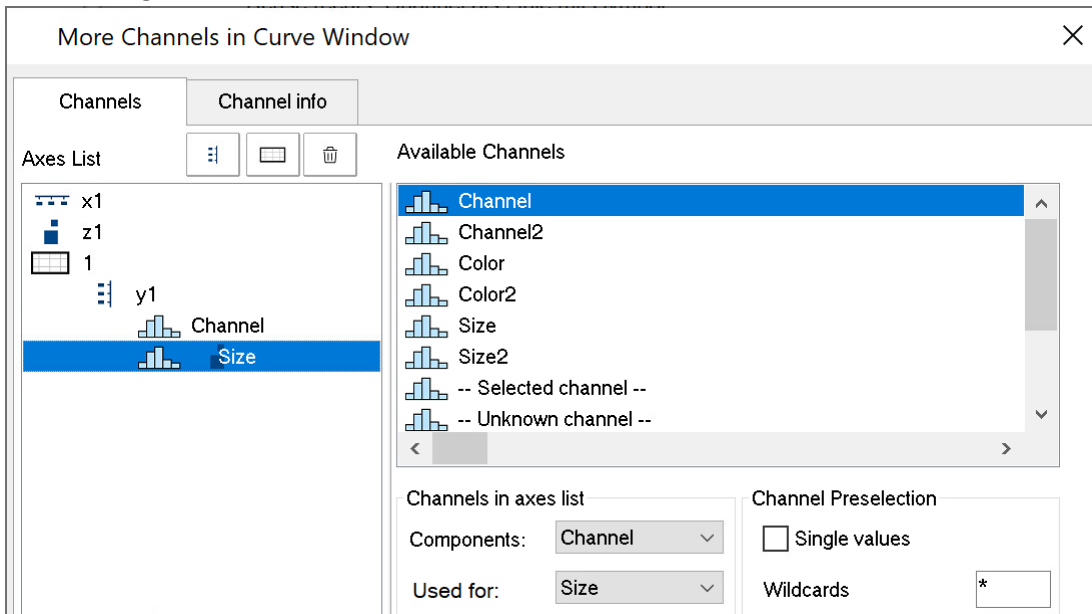 More Channels in Curve Window
Channels
Channel info
Axes List
Available Channels
x1
z1
1
y1
Channel
Size
Channel
Channel2
Color
Color2
Size
Size2
-- Selected channel --
-- Unknown channel --
Channels in axes list
Components: Channel
Used for: Size
Channel Preselection
Single values
Wildcards *